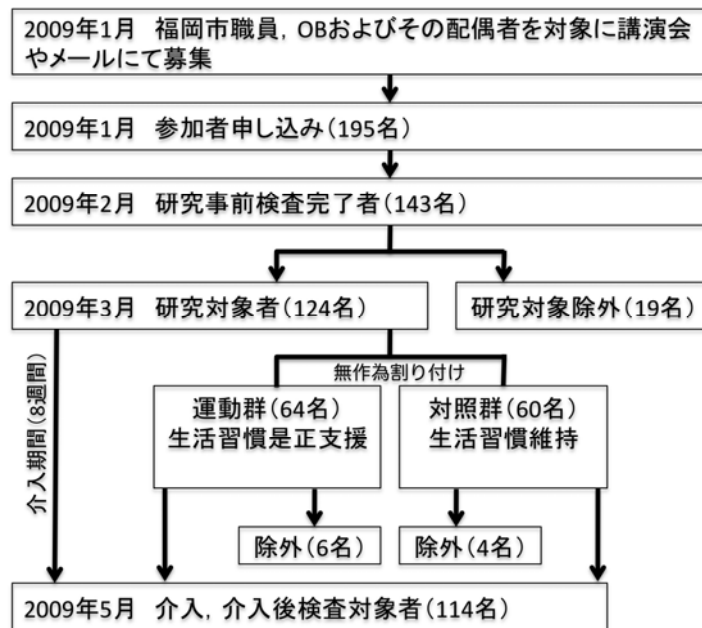 2009年1月　福岡市職員，OBおよびその配偶者を対象に講演会
やメールにて募集
2009年1月　参加者申し込み（195名）
2009年2月　研究事前検査完了者（143名）
2009年3月　研究対象者（124名）
研究対象除外（19名）
介入期間（8週間）
無作為割り付け
運動群（64名）
生活習慣是正支援
対照群（60名）
生活習慣維持
除外（6名）
除外（4名）
2009年5月　介入，介入後検査対象者（114名）